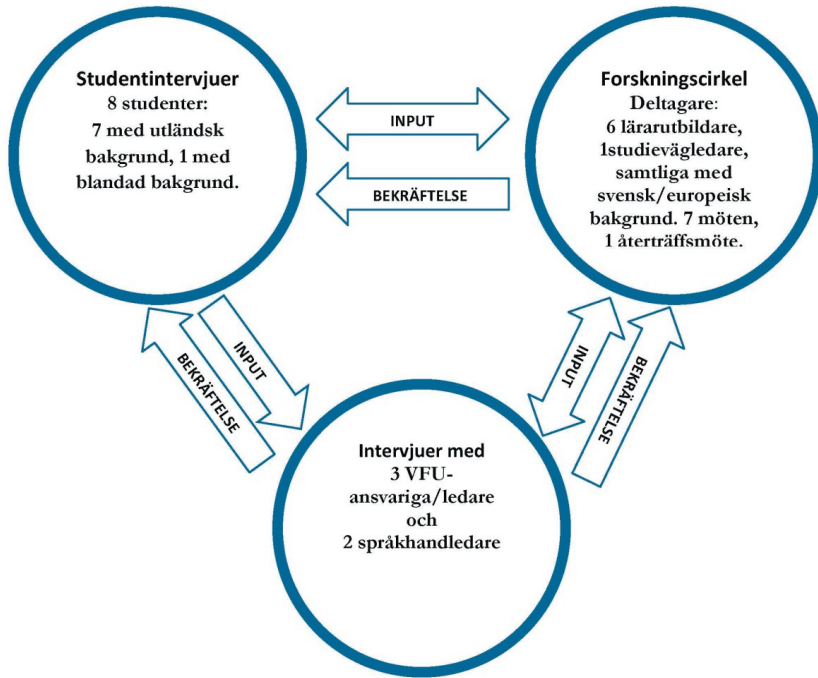 Studentintervjuer
8 studenter:
7 med utländsk
bakgrund, 1 med
blandad bakgrund.
INPUT
BEKRÄFTELSE
Forskningscirkel
Deltagare:
6 lärarutbildare,
1studievägledare,
samtliga med
svensk/europeisk
bakgrund. 7 möten,
1 återträffsmöte.
BEKRÄFTELSE
INPUT
INPUT
BEKRÄFTELSE
Intervjuer med
3 VFU-
ansvariga/ledare
och
2 språkhandledare